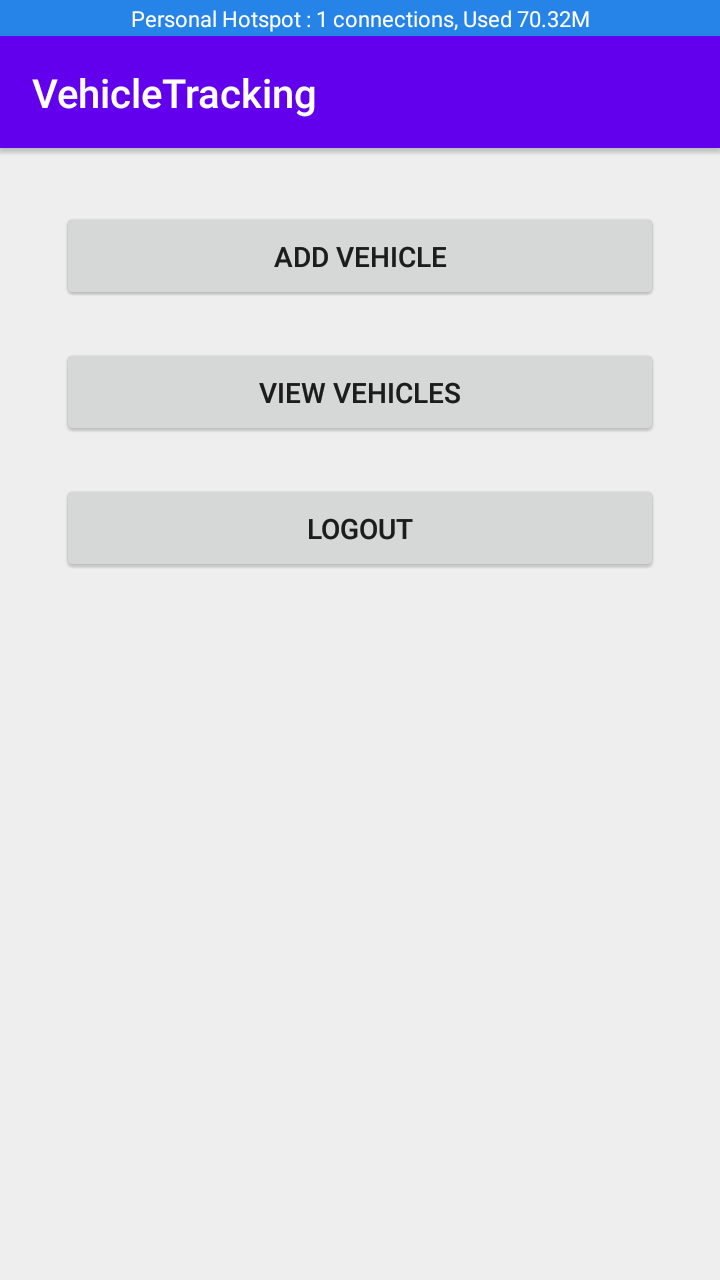 Personal Hotspot : 1 connections, Used 70.32M
VehicleTracking
ADD VEHICLE
VIEW VEHICLES
LOGOUT